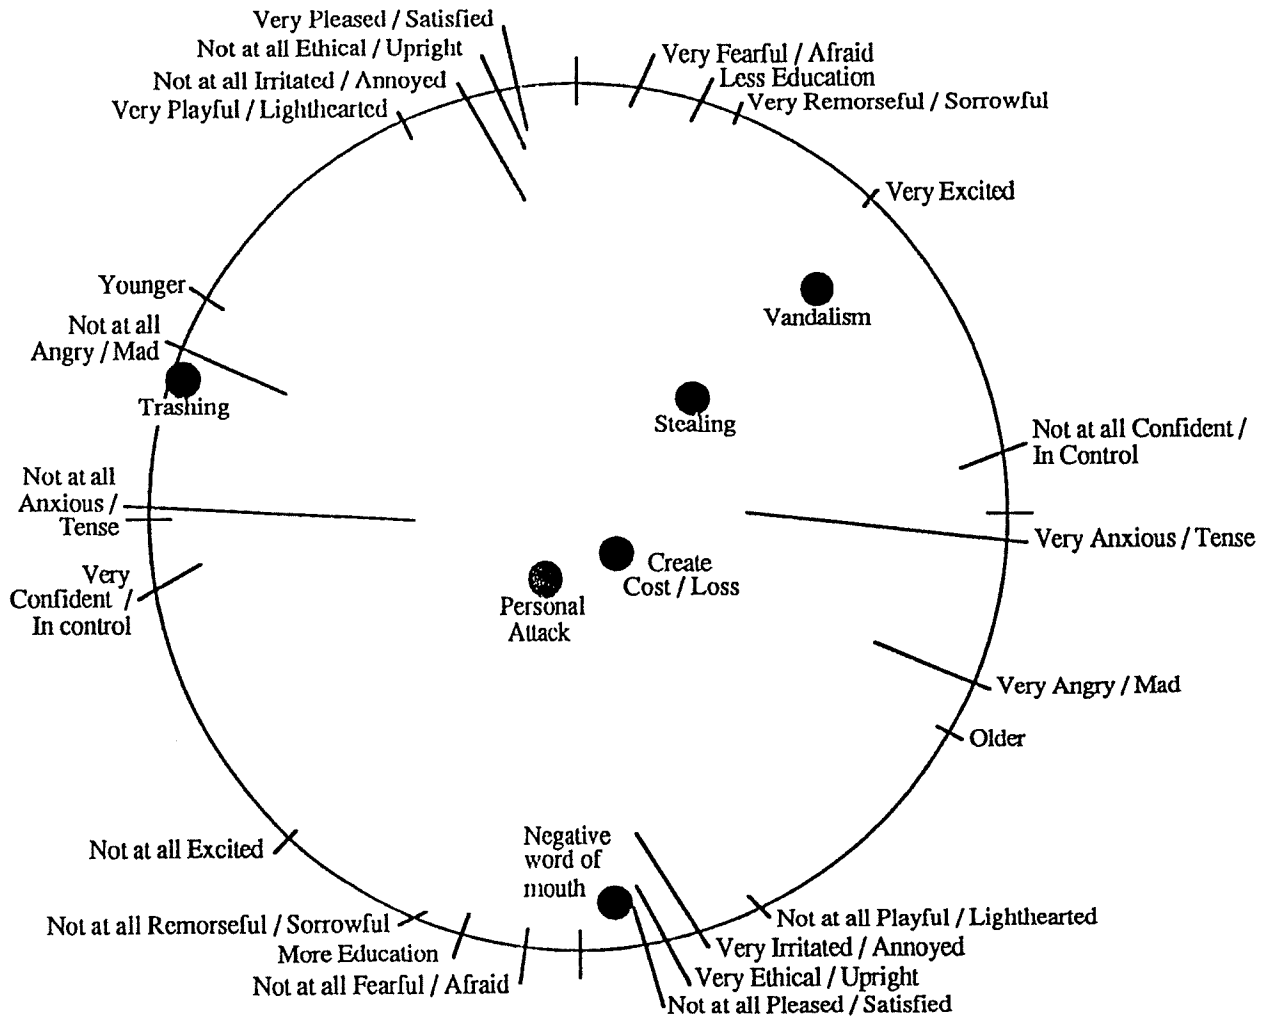 Very Pleased / Satisfied
Not at all Ethical / Upright
Not at all Irritated / Annoyed
Very Playful / Lighthearted
Very Fearful / Afraid
Less Education
Very Remorseful / Sorrowful
Very Excited
Younger
Not at all
Angry / Mad
Trashing
Vandalism
Stealing
Not at all Confident /
In Control
Not at all
Anxious /
Tense
Very Anxious / Tense
Very
Confident /
In control
Create
Cost / Loss
Personal
Attack
Very Angry / Mad
Older
Not at all Excited
Negative
word of
mouth
Not at all Remorseful / Sorrowful
More Education
Not at all Fearful / Afraid
Not at all Playful / Lighthearted
Very Irritated / Annoyed
Very Ethical / Upright
Not at all Pleased / Satisfied